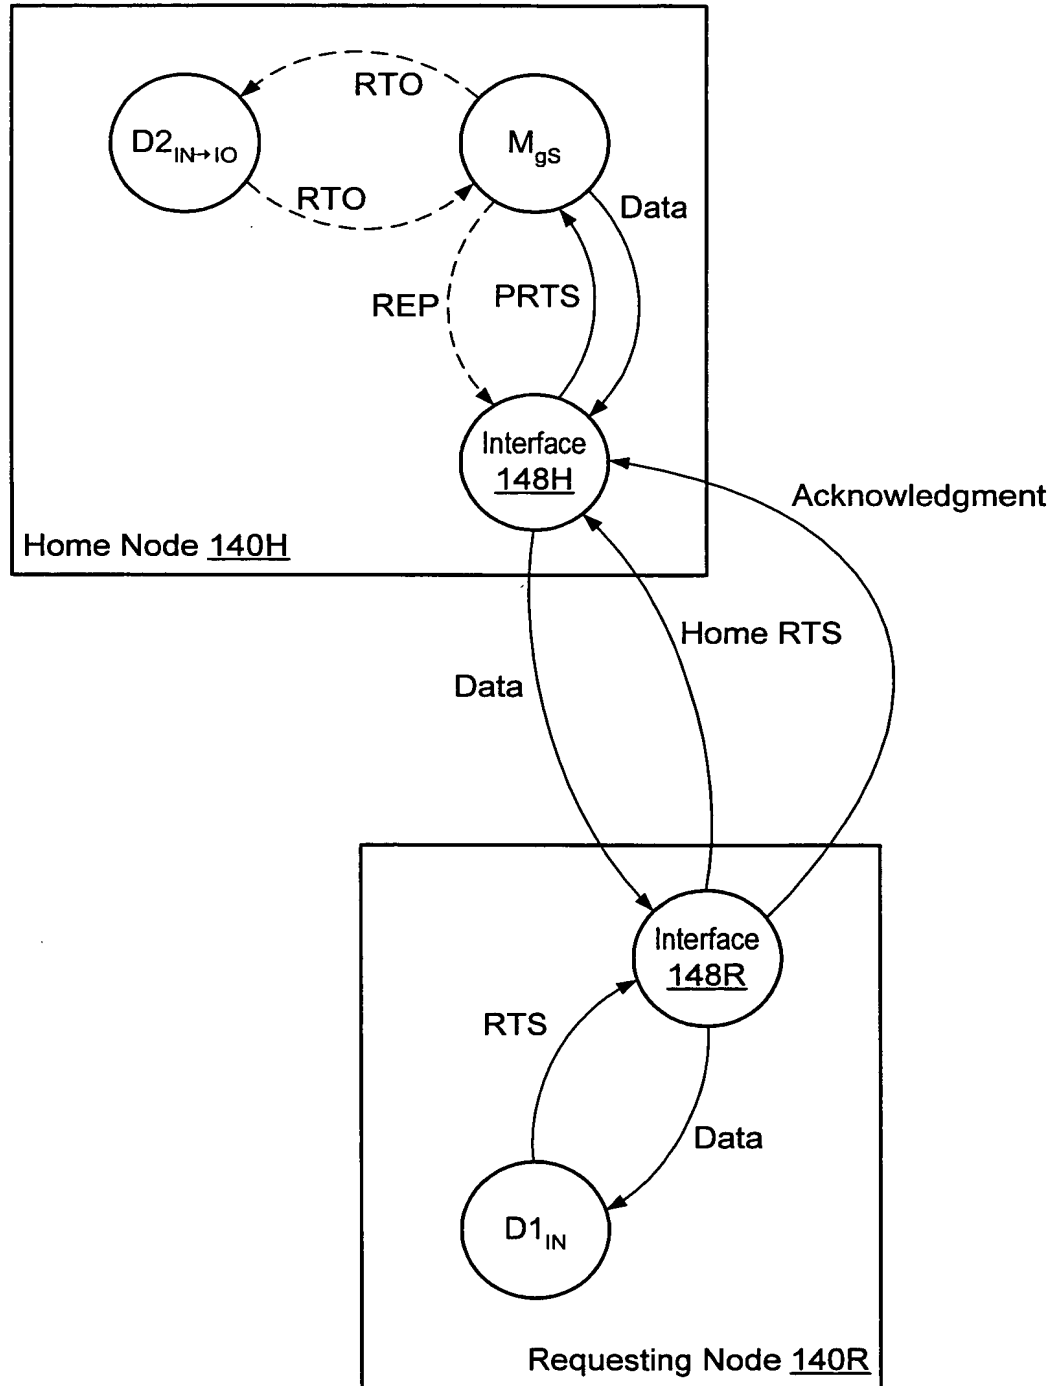 RTO
D2IN→IO
MgS
RTO
Data
REP
PRTS
Interface
148H
Acknowledgment
Home Node 140H
Home RTS
Data
Interface
148R
RTS
Data
D1IN
Requesting Node 140R